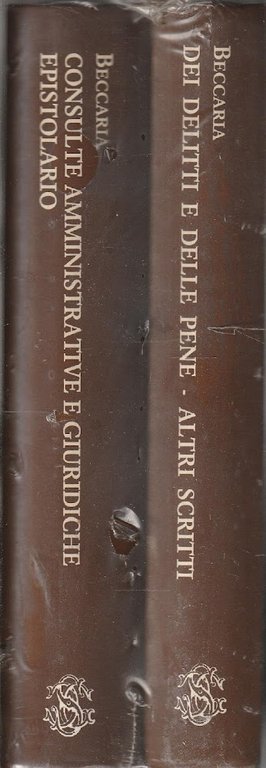 BECCARIA
CONSULTE AMMINISTRATIVE E GIURIDICHE
EPISTOLARIO
BECCARIA
DEI DELITTI E DELLE PENE - ALTRI SCRITTI